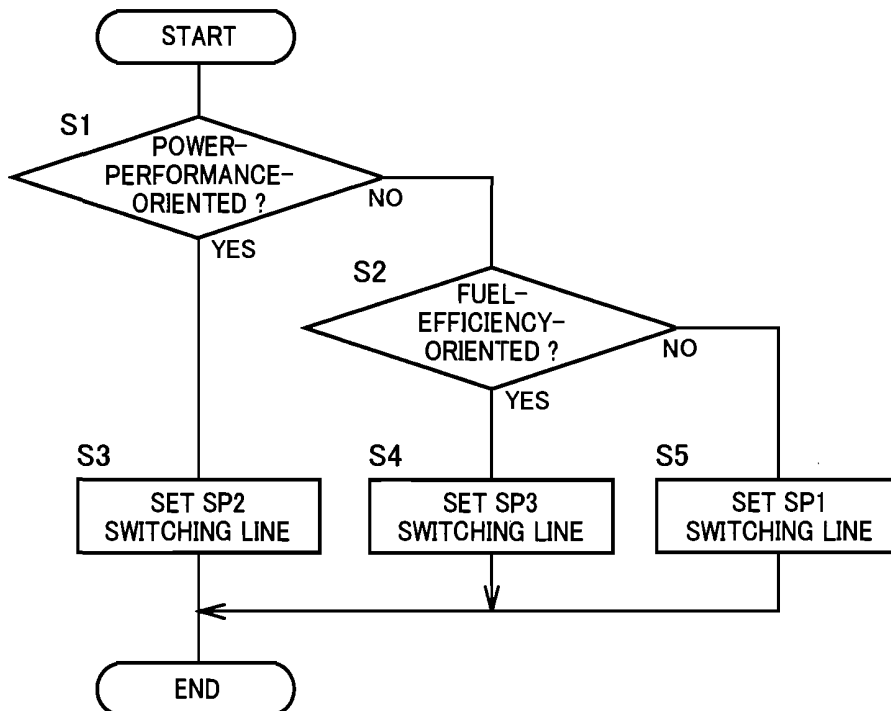 START
S1
POWER-
PERFORMANCE-
ORIENTED ?
NO
YES
S2
FUEL-
EFFICIENCY-
ORIENTED ?
NO
YES
S3
SET SP2
SWITCHING LINE
S4
SET SP3
SWITCHING LINE
S5
SET SP1
SWITCHING LINE
END